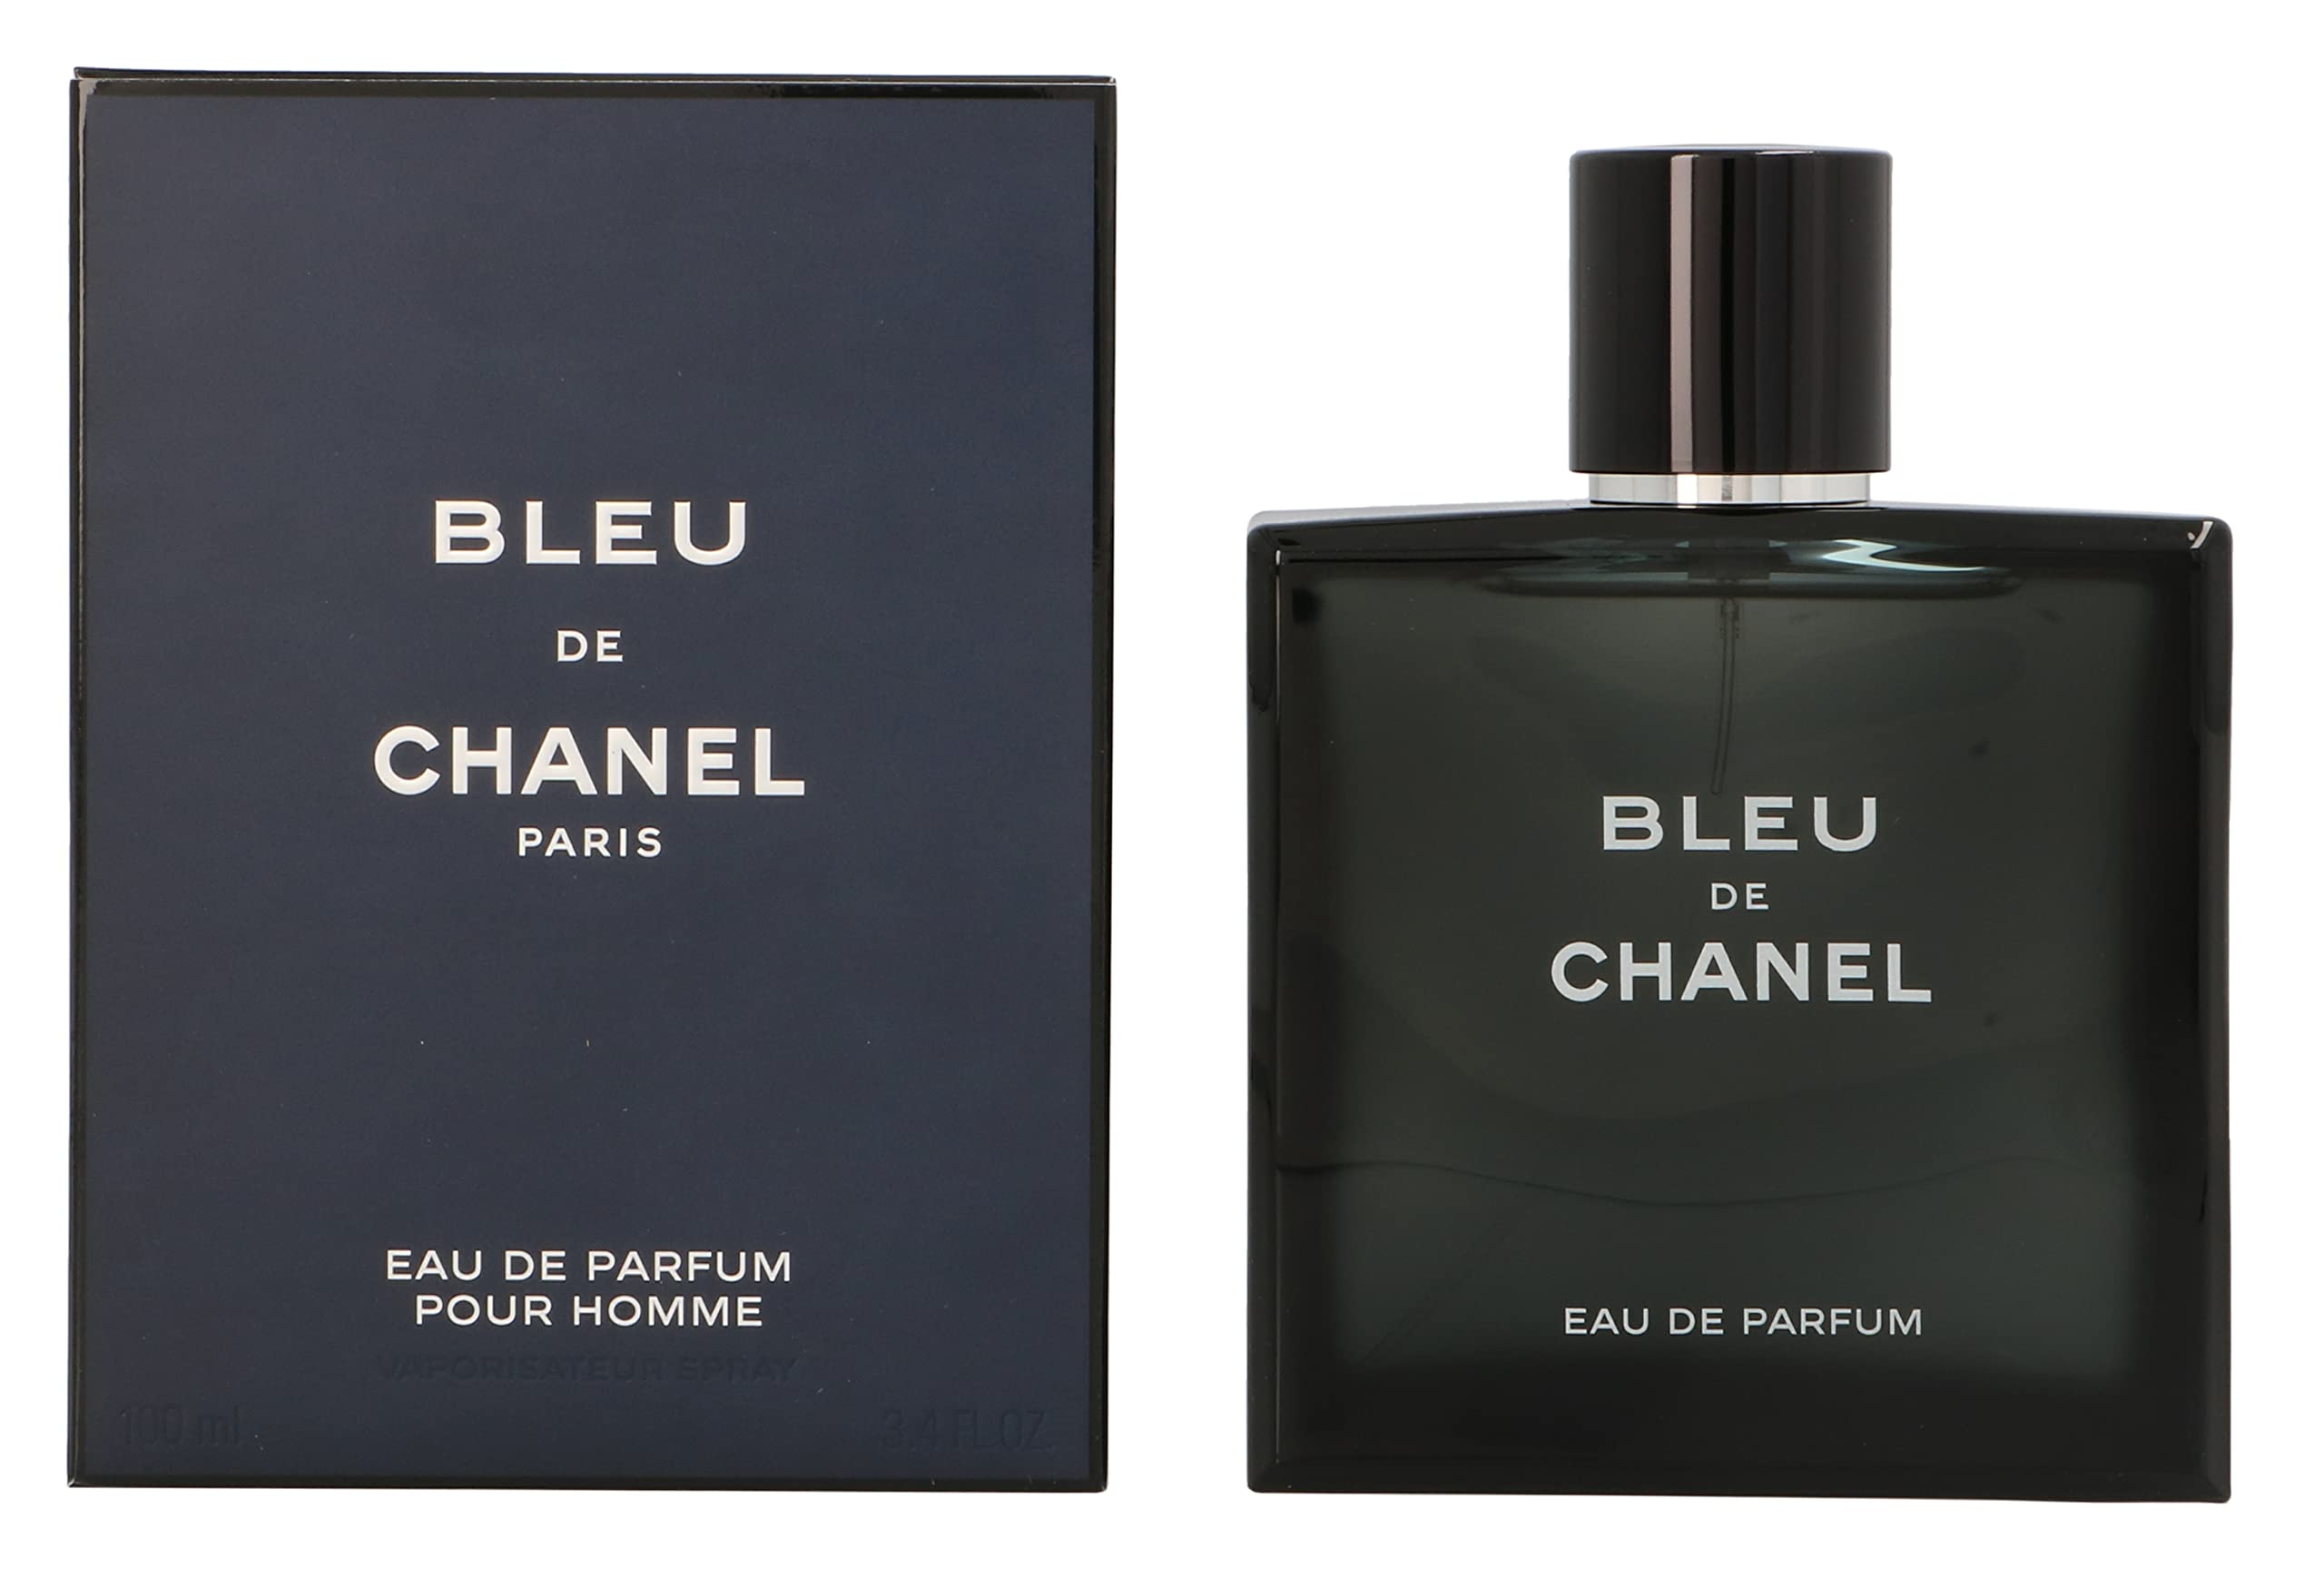 BLEU
DE
CHANEL
PARIS
EAU DE PARFUM
POUR HOMME
VAPORISATEUR SPRAY
100 ml
3.4 FL.OZ.
BLEU
DE
CHANEL
EAU DE PARFUM